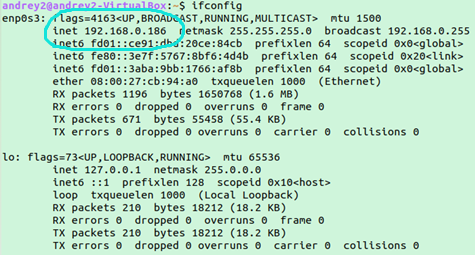 andrey2@andrey2-VirtualBox:~$ ifconfig
enp0s3: flags=4163<UP,BROADCAST,RUNNING,MULTICAST>  mtu 1500
        inet 192.168.0.186  netmask 255.255.255.0  broadcast 192.168.0.255
        inet6 fd01::ce91:dbd:20ce:84cb  prefixlen 64  scopeid 0x0<global>
        inet6 fe80::3e7f:5767:8bf6:4d4b  prefixlen 64  scopeid 0x20<link>
        inet6 fd01::3aba:9bb:1766:af8b  prefixlen 64  scopeid 0x0<global>
        ether 08:00:27:cb:94:a0  txqueuelen 1000  (Ethernet)
        RX packets 1196  bytes 1650768 (1.6 MB)
        RX errors 0  dropped 0  overruns 0  frame 0
        TX packets 671  bytes 55458 (55.4 KB)
        TX errors 0  dropped 0 overruns 0  carrier 0  collisions 0

lo: flags=73<UP,LOOPBACK,RUNNING>  mtu 65536
        inet 127.0.0.1  netmask 255.0.0.0
        inet6 ::1  prefixlen 128  scopeid 0x10<host>
        loop  txqueuelen 1000  (Local Loopback)
        RX packets 210  bytes 18212 (18.2 KB)
        RX errors 0  dropped 0  overruns 0  frame 0
        TX packets 210  bytes 18212 (18.2 KB)
        TX errors 0  dropped 0 overruns 0  carrier 0  collisions 0